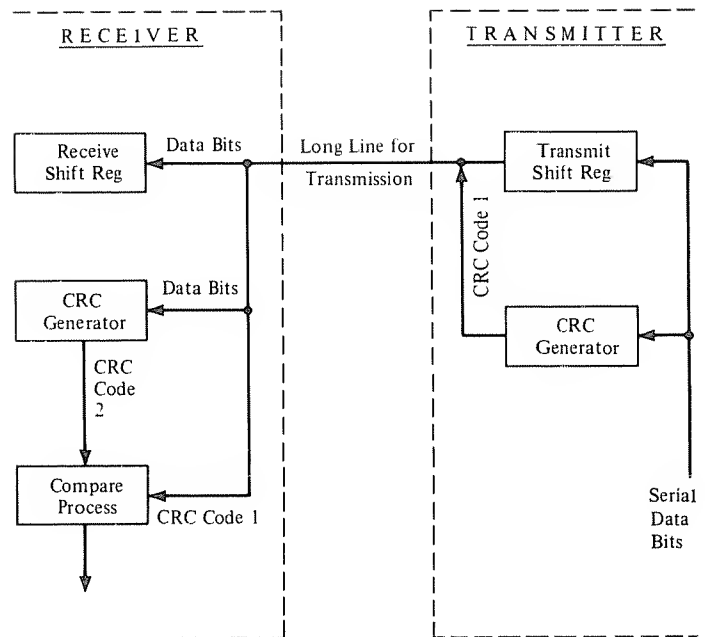 RECEIVER
TRANSMITTER
Receive
Shift Reg
Data Bits
Long Line for
Transmission
Transmit
Shift Reg
CRC Code 1
CRC
Generator
Data Bits
CRC
Generator
CRC
Code
2
Compare
Process
CRC Code 1
Serial
Data
Bits